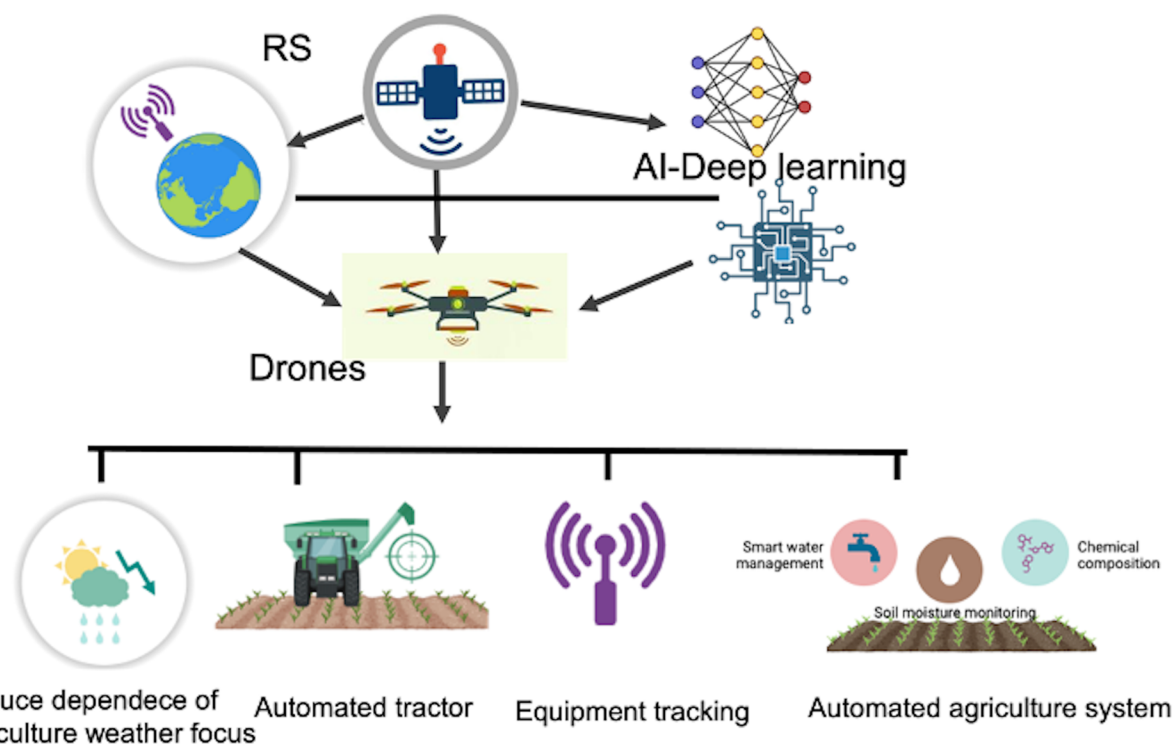 RS
AI-Deep learning
Drones
Smart water
management
Chemical
composition
Soil moisture monitoring
uce dependece of
culture weather focus
Automated tractor
Equipment tracking
Automated agriculture system